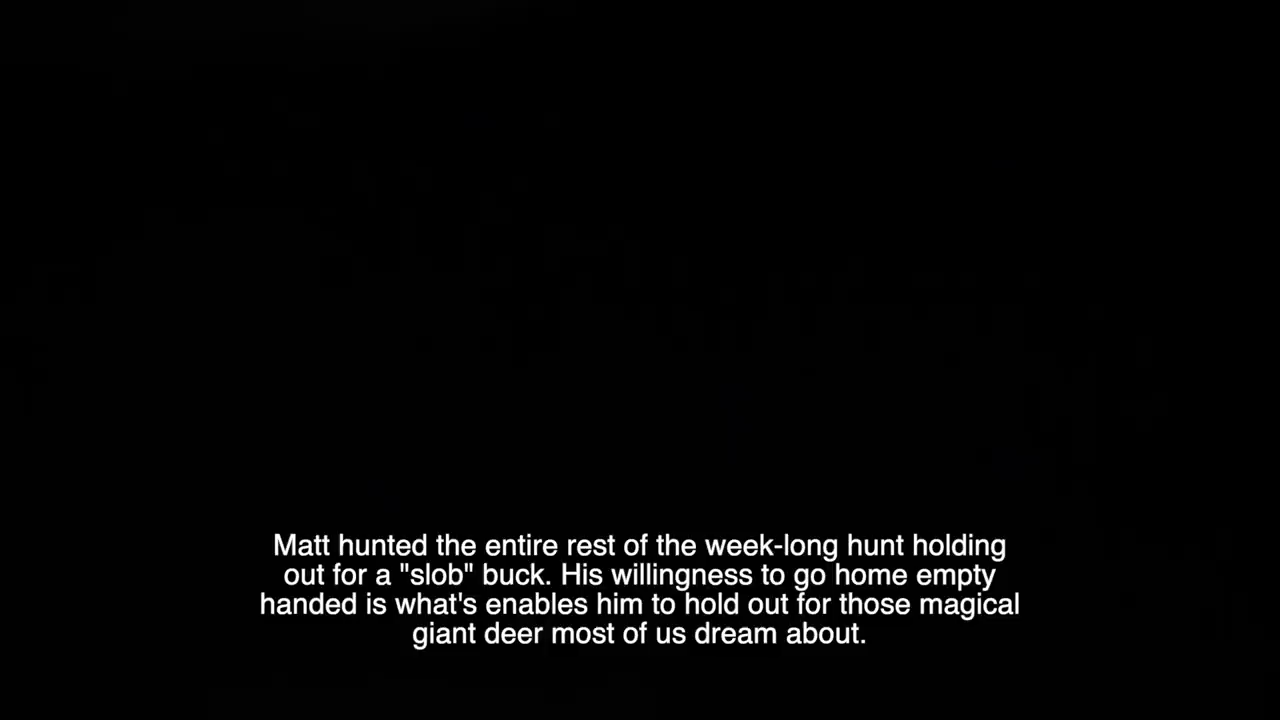 Matt hunted the entire rest of the week-long hunt holding
out for a "slob" buck. His willingness to go home empty
handed is what's enables him to hold out for those magical
giant deer most of us dream about.